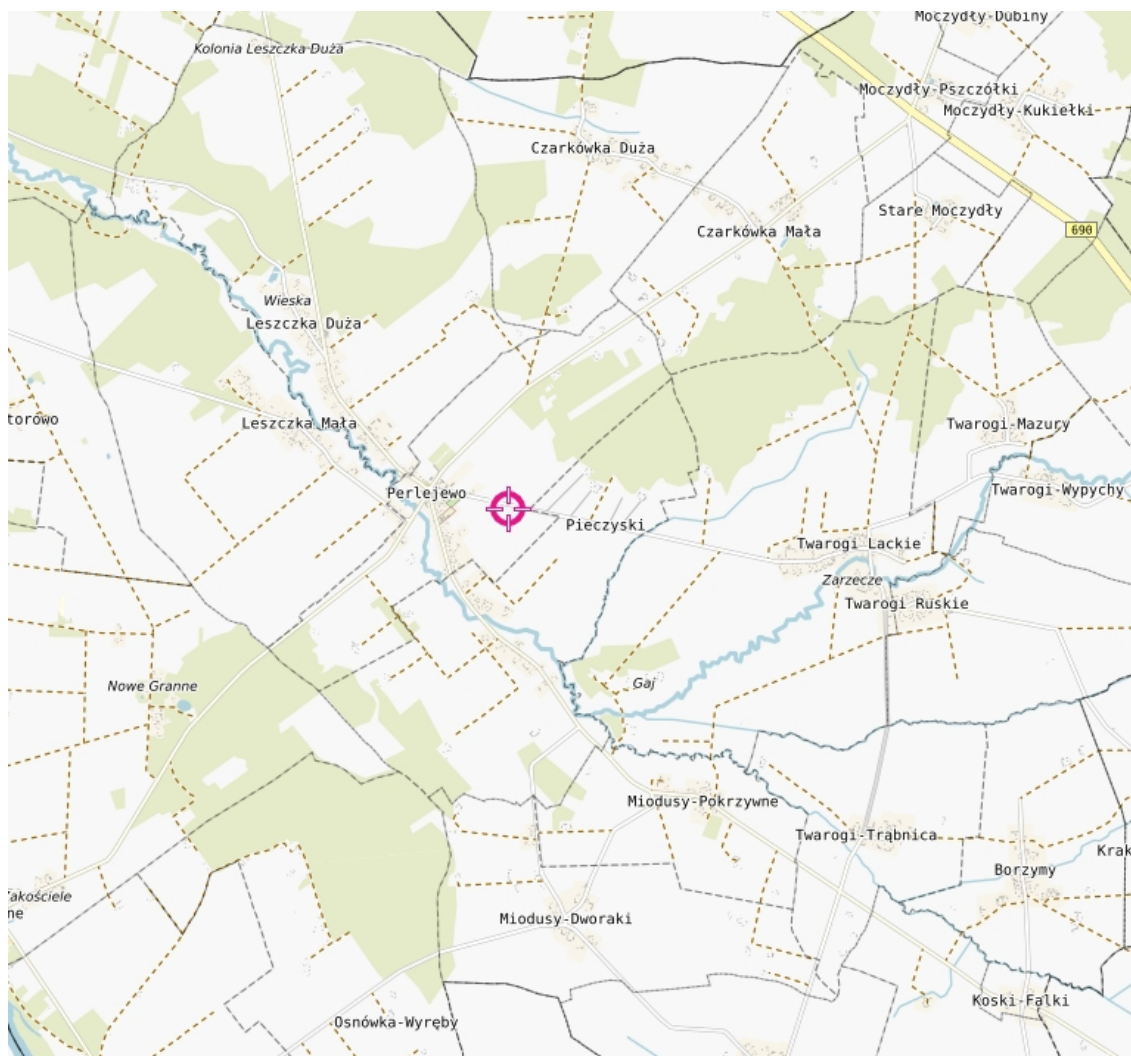 Moczydły-Dubiny
Kolonia Leszczka Duża
Moczydły-Pszczółki
Moczydły-Kukiełki
Czarkówka Duża
Stare Moczydły
Czarkówka Mała
690
Wieska
Leszczka Duża
torowo
Leszczka Mała
Twarogi-Mazury
Perlejewo
Twarogi-Wypychy
Pieczyski
Twarogi Lackie
Zarzecze
Twarogi Ruskie
Nowe Granne
Gaj
Miodusy-Pokrzywne
Twarogi-Trąbnica
Krak
Borzymy
akościele
ne
Miodusy-Dworaki
Koski-Falki
Osnówka-Wyręby